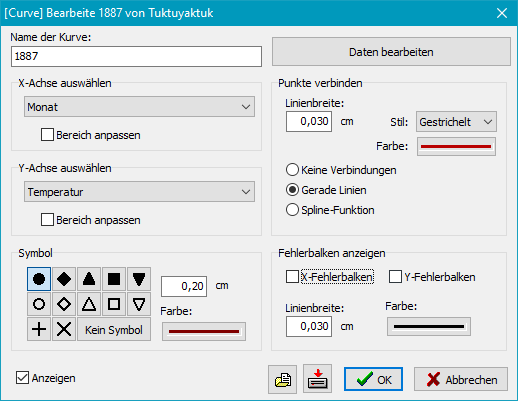 [Curve] Bearbeite 1887 von Tuktuyaktuk
Name der Kurve:
1887
Daten bearbeiten
X-Achse auswählen
Monat
Bereich anpassen
Y-Achse auswählen
Temperatur
Bereich anpassen
Punkte verbinden
Linienbreite:
0,030 cm Stil: Gestrichelt
Farbe:
Keine Verbindungen
Gerade Linien
Spline-Funktion
Symbol
0,20 cm
Farbe:
Kein Symbol
Fehlerbalken anzeigen
X-Fehlerbalken Y-Fehlerbalken
Linienbreite: Farbe:
0,030 cm
Anzeigen
OK
Abbrechen